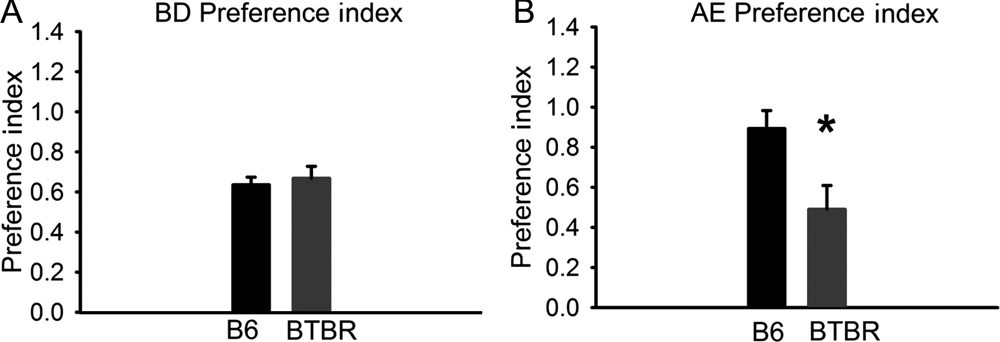 A
BD Preference index
Preference index
1.4
1.2
1.0
0.8
0.6
0.4
0.2
0.0
B6
BTBR
B
AE Preference index
Preference index
1.4
1.2
1.0
0.8
0.6
0.4
0.2
0.0
*
B6
BTBR